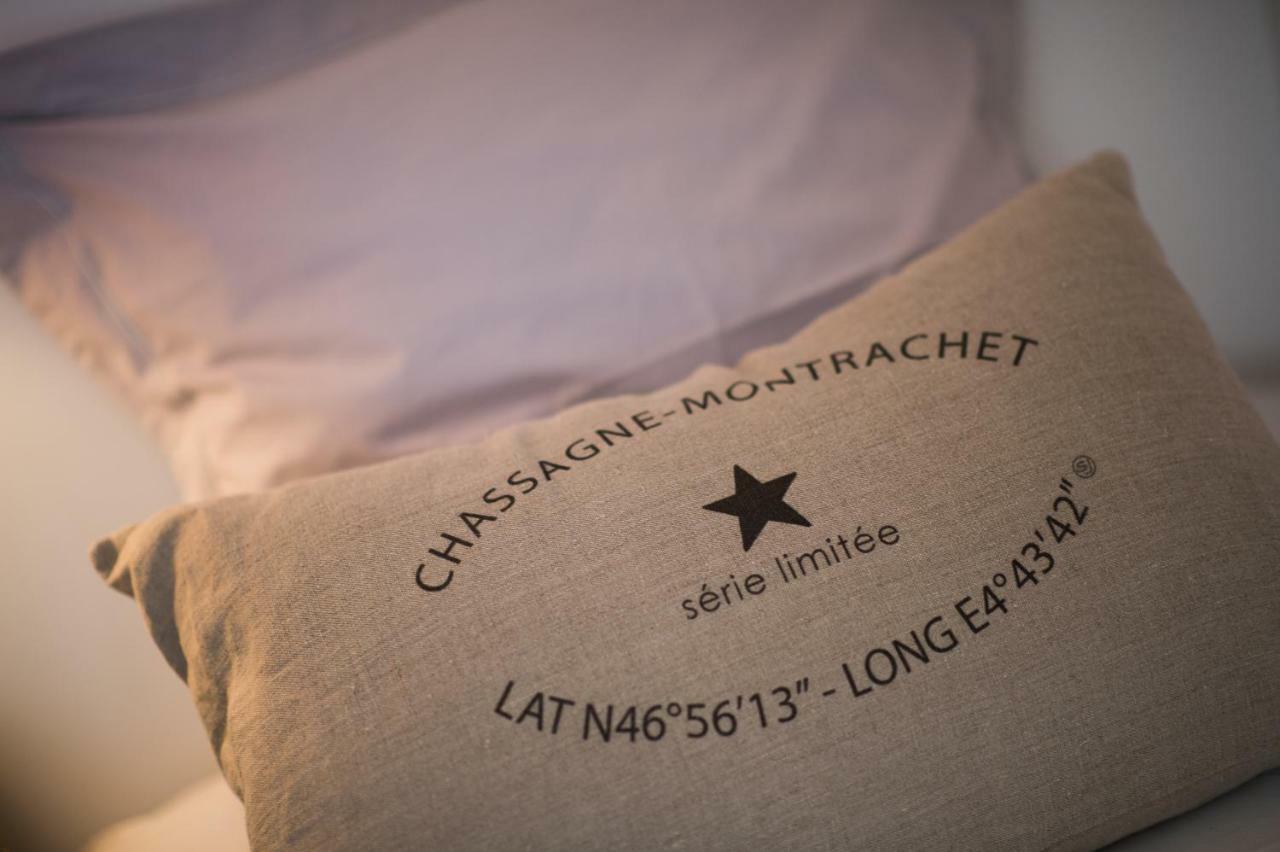 CHASSAGNE-MONTRACHET
série limitée
LAT N46°56'13" - LONG E4°43'42"